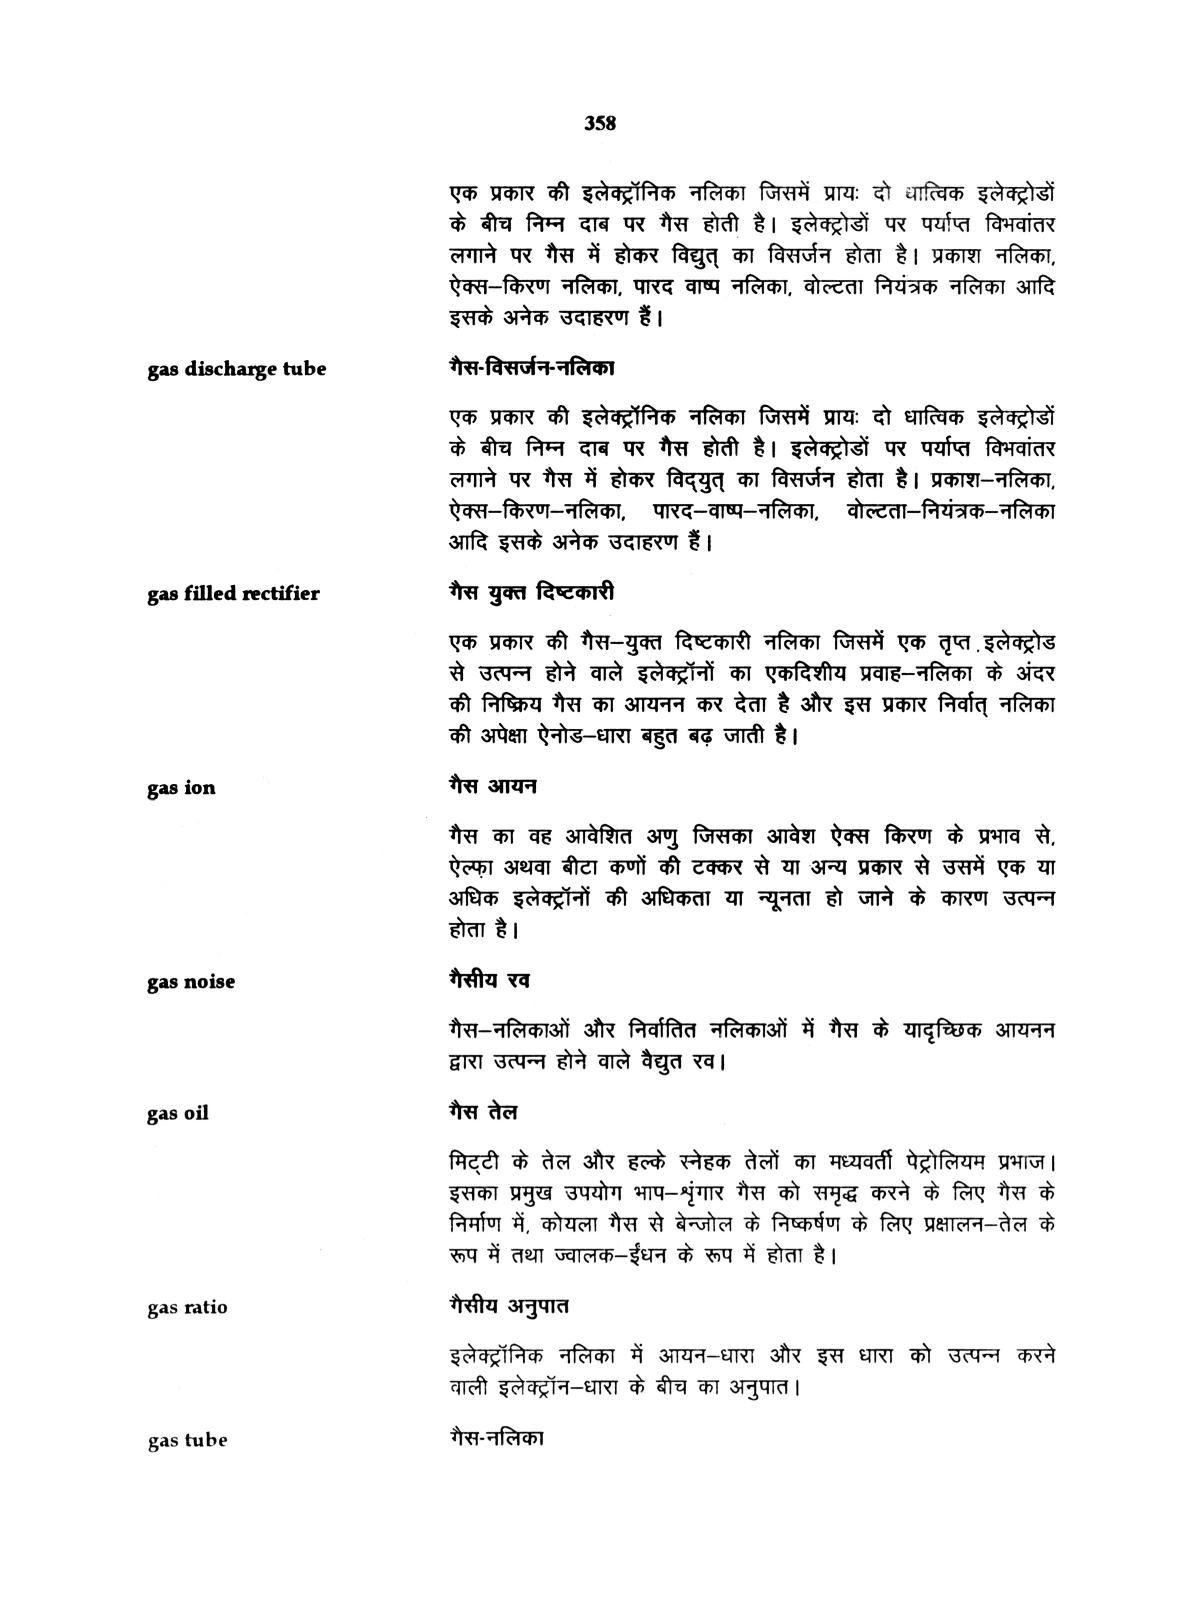 358
एक प्रकार की इलेक्ट्रॉनिक नलिका जिसमें प्रायः दो धात्विक इलेक्ट्रोडों
के बीच निम्न दाब पर गैस होती है। इलेक्ट्रोडों पर पर्याप्त विभवांतर
लगाने पर गैस में होकर विद्युत् का विसर्जन होता है। प्रकाश नलिका,
ऐक्स–किरण नलिका, पारद वाष्प नलिका, वोल्टता नियंत्रक नलिका आदि
इसके अनेक उदाहरण हैं।
gas discharge tube गैस-विसर्जन-नलिका
एक प्रकार की इलेक्ट्रॉनिक नलिका जिसमें प्रायः दो धात्विक इलेक्ट्रोडों
के बीच निम्न दाब पर गैस होती है। इलेक्ट्रोडों पर पर्याप्त विभवांतर
लगाने पर गैस में होकर विद्‌युत् का विसर्जन होता है। प्रकाश–नलिका,
ऐक्स–किरण–नलिका, पारद–वाष्प–नलिका, वोल्टता–नियंत्रक–नलिका
आदि इसके अनेक उदाहरण हैं।
gas filled rectifier गैस युक्त दिष्टकारी
एक प्रकार की गैस–युक्त दिष्टकारी नलिका जिसमें एक तृप्त इलेक्ट्रोड
से उत्पन्न होने वाले इलेक्ट्रॉनों का एकदिशीय प्रवाह–नलिका के अंदर
की निष्क्रिय गैस का आयनन कर देता है और इस प्रकार निर्वात् नलिका
की अपेक्षा ऐनोड–धारा बहुत बढ़ जाती है।
gas ion गैस आयन
गैस का वह आवेशित अणु जिसका आवेश ऐक्स किरण के प्रभाव से,
ऐल्फ़ा अथवा बीटा कणों की टक्कर से या अन्य प्रकार से उसमें एक या
अधिक इलेक्ट्रॉनों की अधिकता या न्यूनता हो जाने के कारण उत्पन्न
होता है।
gas noise गैसीय रव
गैस–नलिकाओं और निर्वातित नलिकाओं में गैस के यादृच्छिक आयनन
द्वारा उत्पन्न होने वाले वैद्युत रव।
gas oil गैस तेल
मिट्‌टी के तेल और हल्के स्नेहक तेलों का मध्यवर्ती पेट्रोलियम प्रभाज।
इसका प्रमुख उपयोग भाप–शृंगार गैस को समृद्ध करने के लिए गैस के
निर्माण में, कोयला गैस से बेन्जोल के निष्कर्षण के लिए प्रक्षालन–तेल के
रूप में तथा ज्वालक–ईंधन के रूप में होता है।
gas ratio गैसीय अनुपात
इलेक्ट्रॉनिक नलिका में आयन–धारा और इस धारा को उत्पन्न करने
वाली इलेक्ट्रॉन–धारा के बीच का अनुपात।
gas tube गैस-नलिका